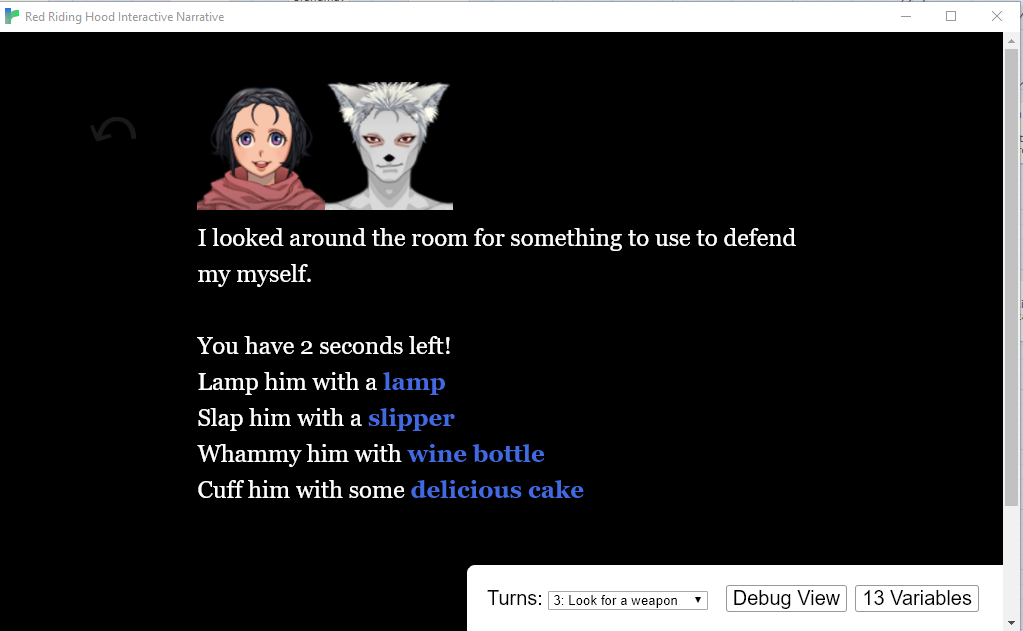 Red Riding Hood Interactive Narrative
I looked around the room for something to use to defend
my myself.
You have 2 seconds left!
Lamp him with a lamp
Slap him with a slipper
Whammy him with wine bottle
Cuff him with some delicious cake
Turns: 3: Look for a weapon Debug View 13 Variables